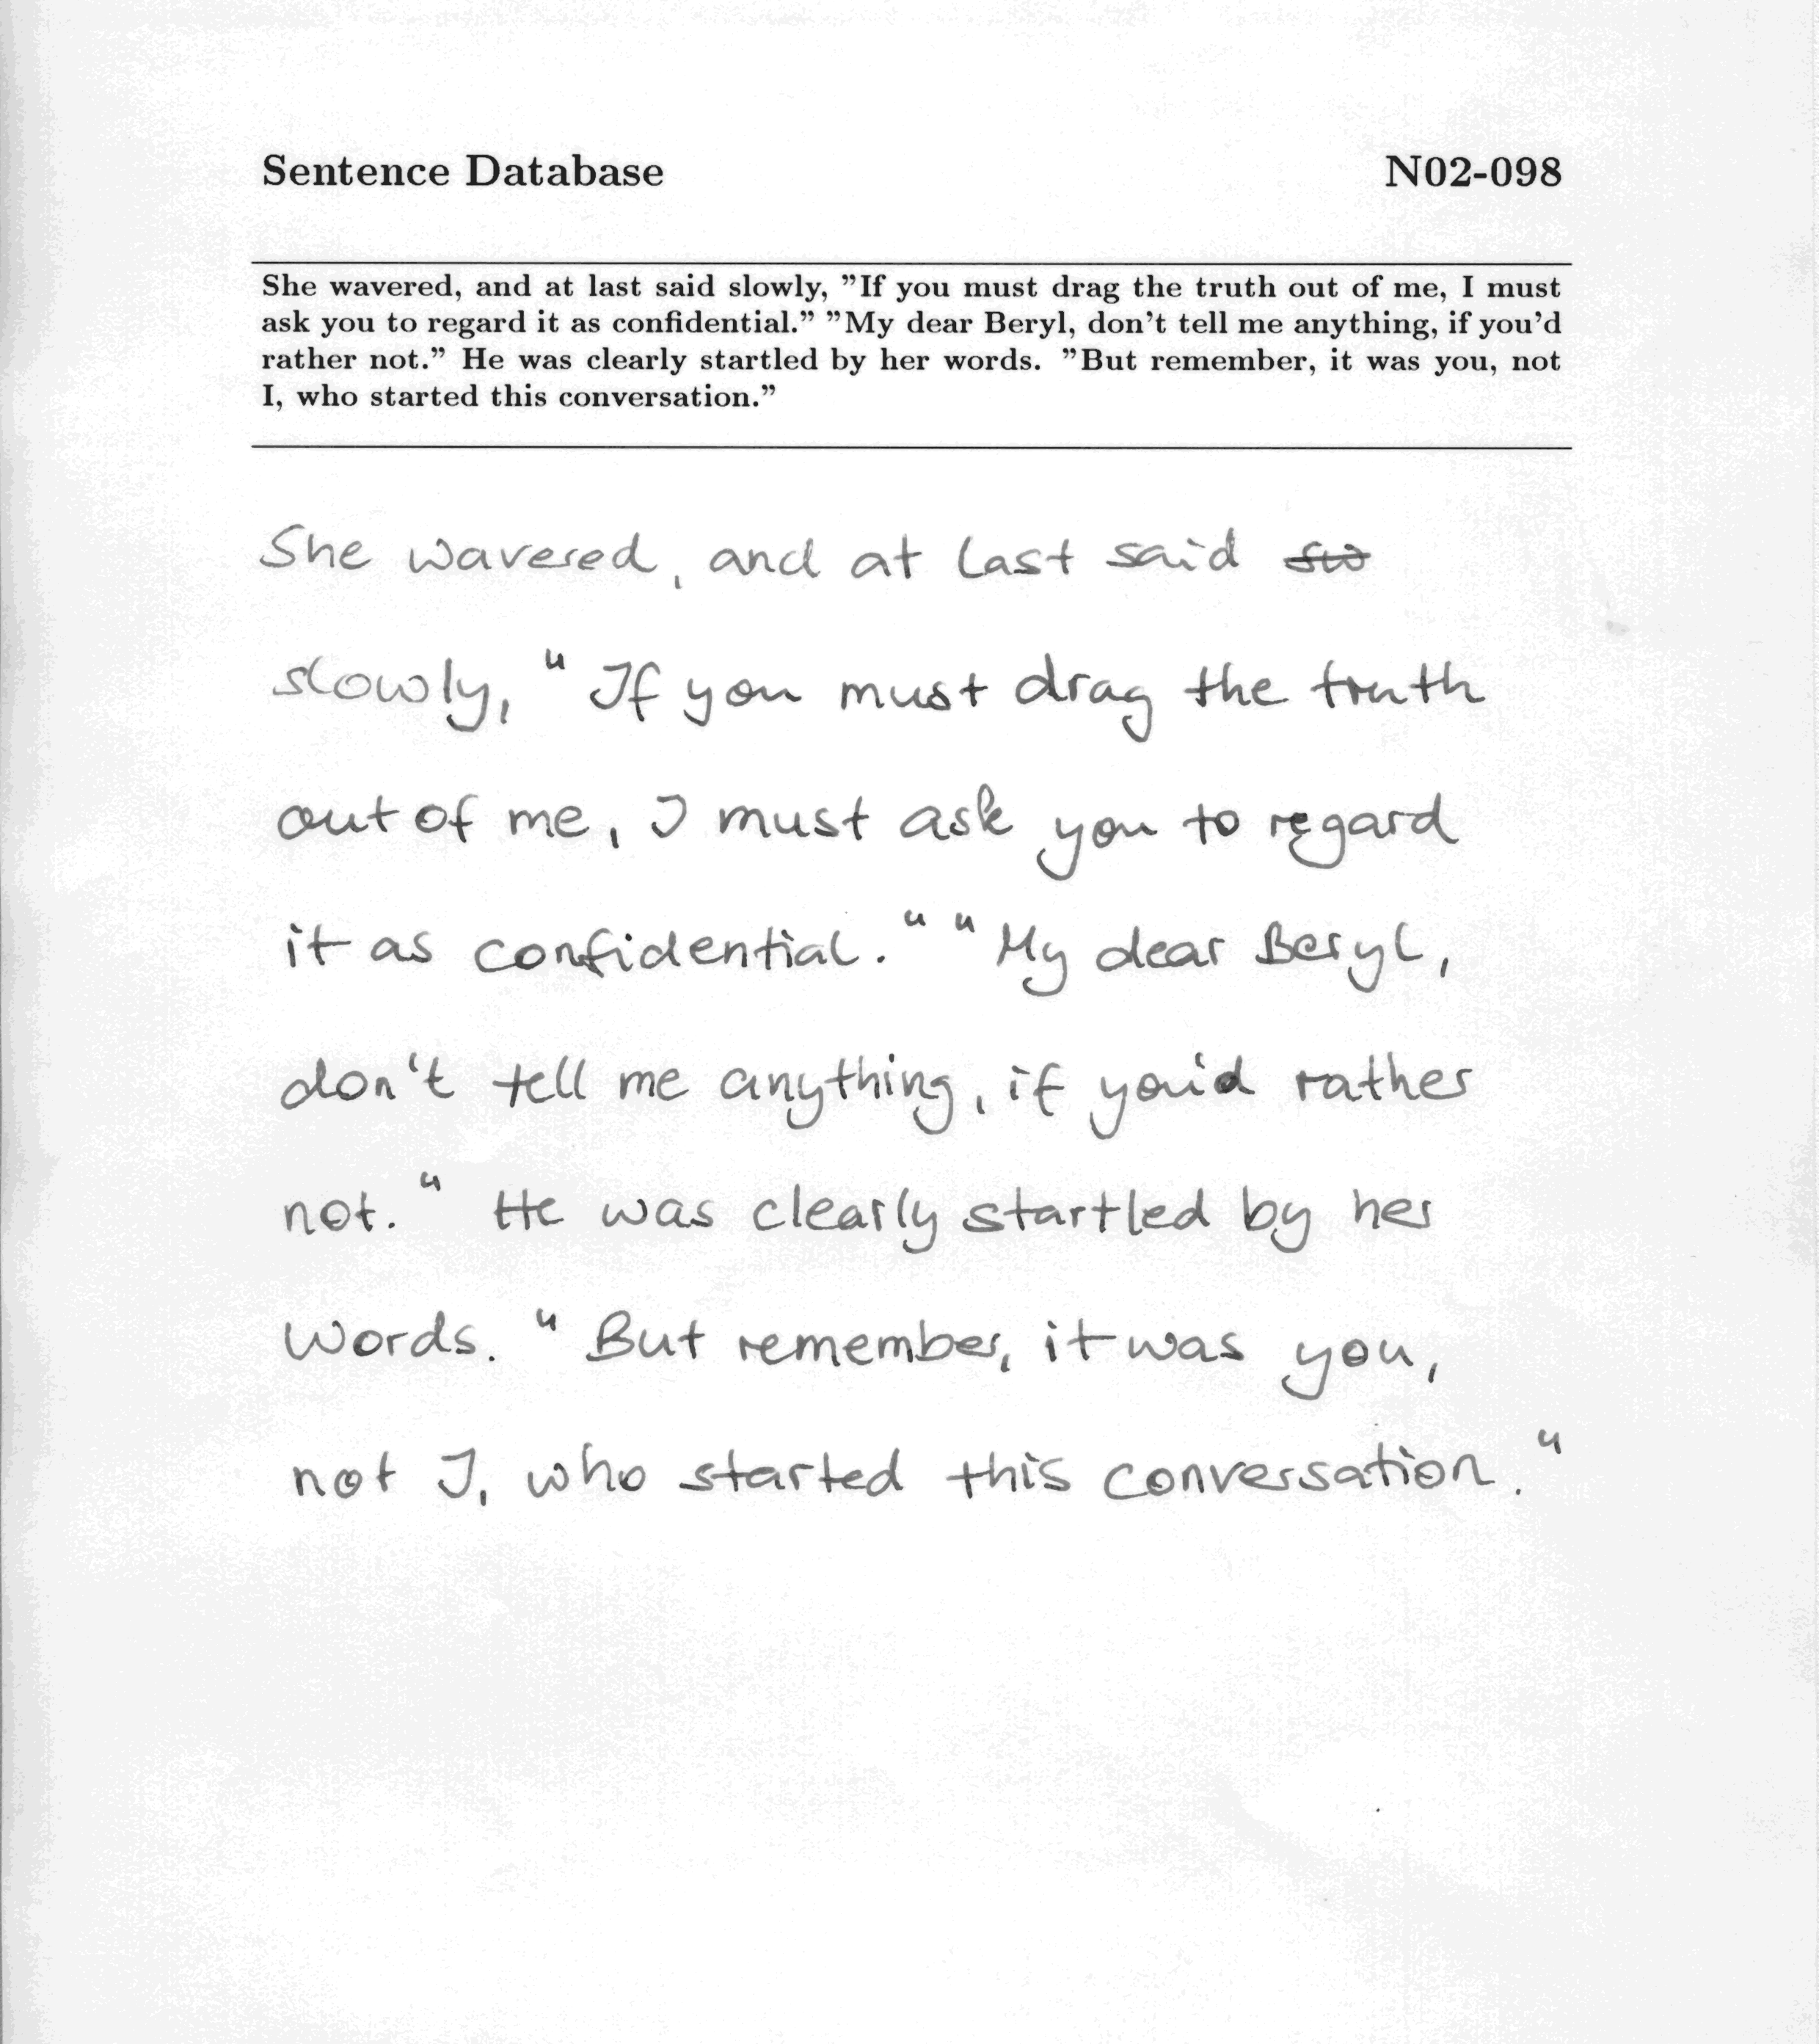 Sentence Database N02-098
She wavered, and at last said slowly, ”If you must drag the truth out of me, I must
ask you to regard it as confidential.” ”My dear Beryl, don’t tell me anything, if you’d
rather not.” He was clearly startled by her words. ”But remember, it was you, not
I, who started this conversation.”
She wavered, and at last said
slowly, "If you must drag the truth
out of me, I must ask you to regard
it as confidential." "My dear Beryl,
don't tell me anything, if you'd rather
not." He was clearly startled by her
words. "But remember, it was you,
not I, who started this conversation."